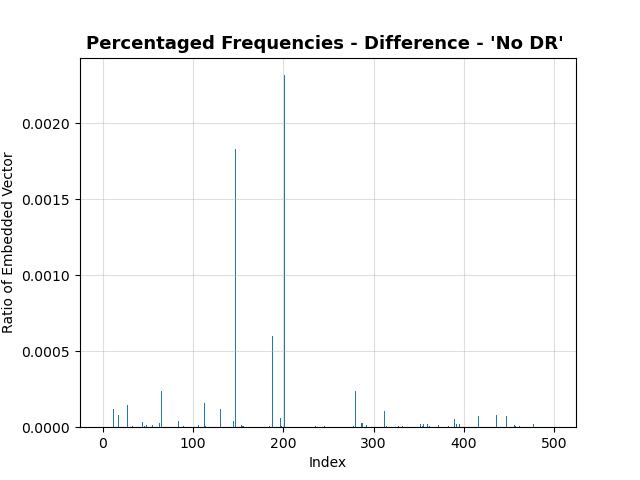 Percentaged Frequencies - Difference - 'No DR'
Ratio of Embedded Vector
0.0020
0.0015
0.0010
0.0005
0.0000
0 100 200 300 400 500
Index